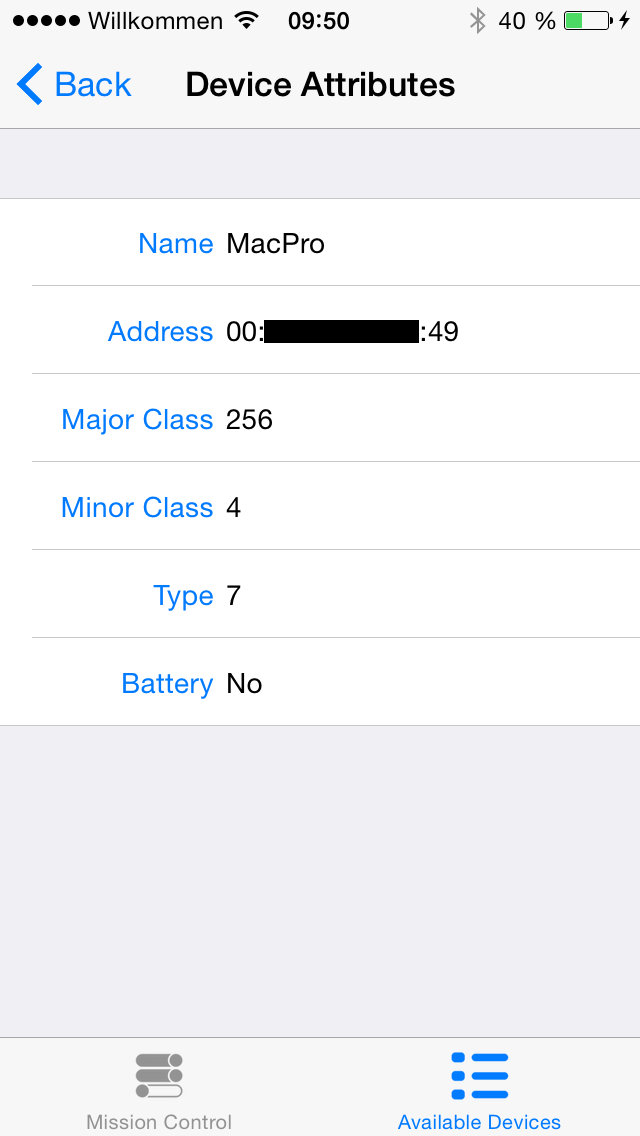 Willkommen 09:50 40 %
Back Device Attributes
Name MacPro
Address 00: :49
Major Class 256
Minor Class 4
Type 7
Battery No
Mission Control Available Devices